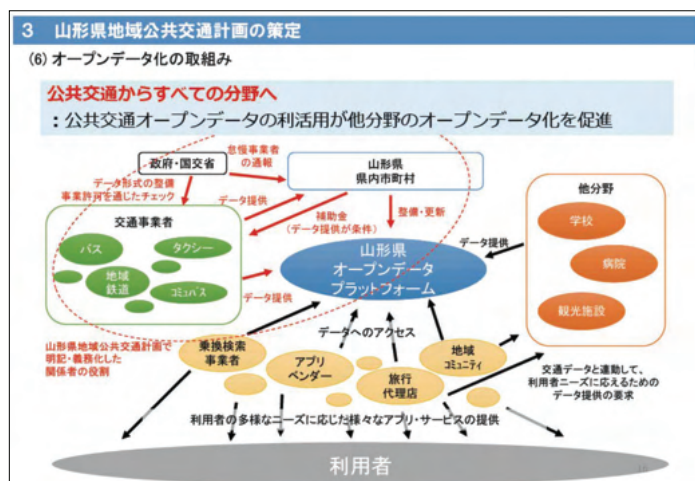 3 山形県地域公共交通計画の策定
(6)オープンデータ化の取組み
公共交通からすべての分野へ
：公共交通オープンデータの利活用が他分野のオープンデータ化を促進
政府・国交省
怠慢事業者
の通報
山形県
県内市町村
データ形式の整備
事業許可を通じたチェック
データ提供
交通事業者
バス
タクシー
地域
鉄道
コミュバス
補助金
(データ提供が条件)
整備・更新
データ提供
山形県
オープンデータ
プラットフォーム
他分野
学校
病院
観光施設
データ提供
山形県地域公共交通計画で
明記・義務化した
関係者の役割
データへのアクセス
乗換検索
事業者
アプリ
ベンダー
旅行
代理店
地域
コミュニティ
交通データと連動して、
利用者ニーズに応えるための
データ提供の要求
利用者の多様なニーズに応じた様々なアプリ・サービスの提供
利用者